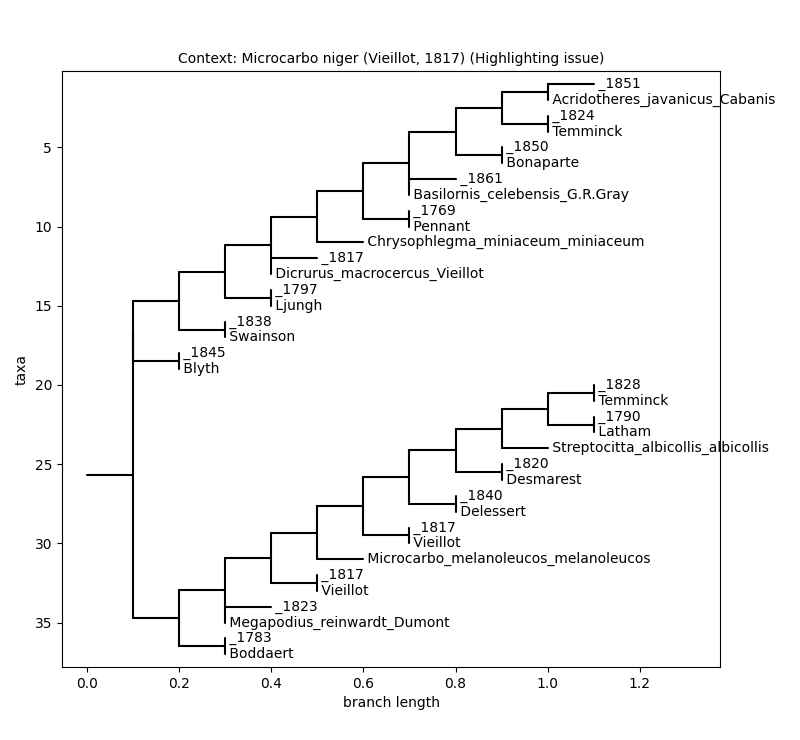 Context: Microcarbo niger (Vieillot, 1817) (Highlighting issue)
_1851
Acridotheres_javanicus_Cabanis
_1824
Temminck
_1850
5
Bonaparte
_1861
Basilornis_celebensis_G.R.Gray
_1769
Pennant
10
Chrysophlegma_miniaceum_miniaceum
_1817
Dicrurus_macrocercus_Vieillot
_1797
Ljungh
15
_1838
Swainson
_1845
Blyth
taxa
20
_1828
Temminck
_1790
Latham
Streptocitta_albicollis_albicollis
25
_1820
Desmarest
_1840
Delessert
_1817
Vieillot
30
Microcarbo_melanoleucos_melanoleucos
_1817
Vieillot
_1823
Megapodius_reinwardt_Dumont
35
_1783
Boddaert
0.0 0.2 0.4 0.6 0.8 1.0 1.2
branch length